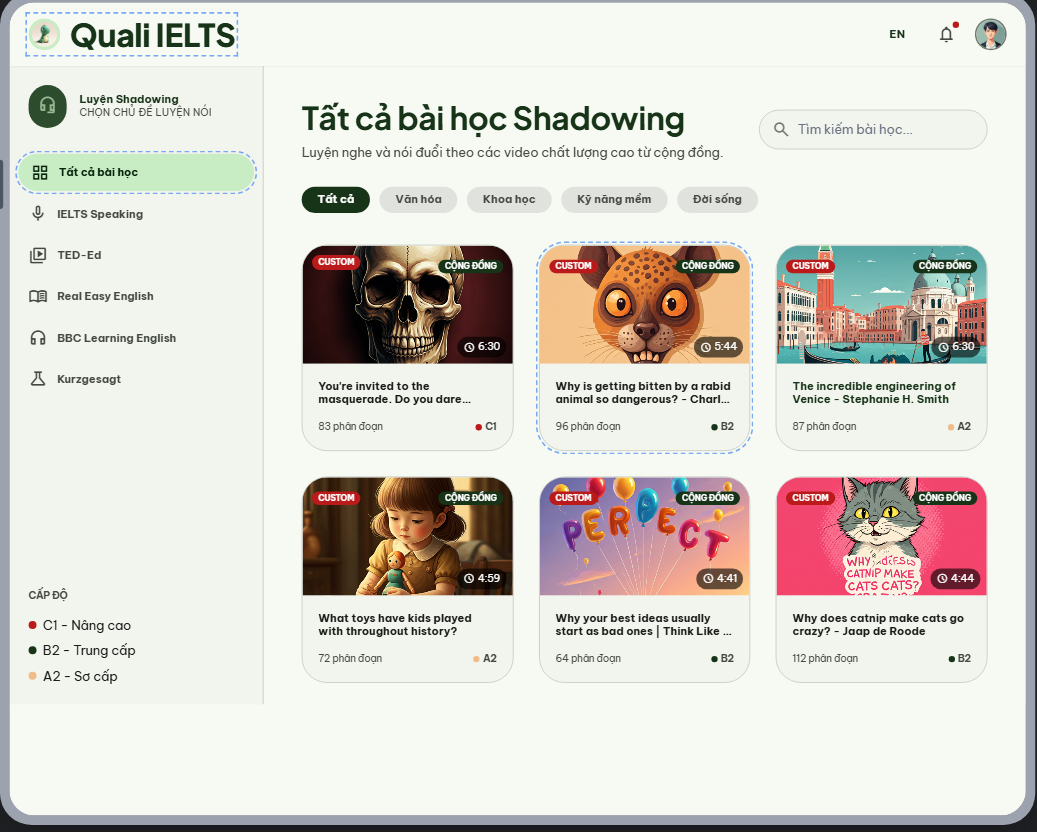 Quali IELTS
EN
Luyện Shadowing
CHỌN CHỦ ĐỀ LUYỆN NÓI
Tất cả bài học
IELTS Speaking
TED-Ed
Real Easy English
BBC Learning English
Kurzgesagt
CẤP ĐỘ
C1 - Nâng cao
B2 - Trung cấp
A2 - Sơ cấp
Tất cả bài học Shadowing
Luyện nghe và nói đuổi theo các video chất lượng cao từ cộng đồng.
Tìm kiếm bài học...
Tất cả
Văn hóa
Khoa học
Kỹ năng mềm
Đời sống
CUSTOM
CỘNG ĐỒNG
6:30
You're invited to the
masquerade. Do you dare...
83 phân đoạn
C1
CUSTOM
CỘNG ĐỒNG
5:44
Why is getting bitten by a rabid
animal so dangerous? - Charl...
96 phân đoạn
B2
CUSTOM
CỘNG ĐỒNG
6:30
The incredible engineering of
Venice - Stephanie H. Smith
87 phân đoạn
A2
CUSTOM
CỘNG ĐỒNG
4:59
What toys have kids played
with throughout history?
72 phân đoạn
A2
CUSTOM
CỘNG ĐỒNG
PERPECT
4:41
Why your best ideas usually
start as bad ones | Think Like ...
64 phân đoạn
B2
CUSTOM
CỘNG ĐỒNG
WHY
CATNIP MAKE
CATS CATS?
4:44
Why does catnip make cats go
crazy? - Jaap de Roode
112 phân đoạn
B2